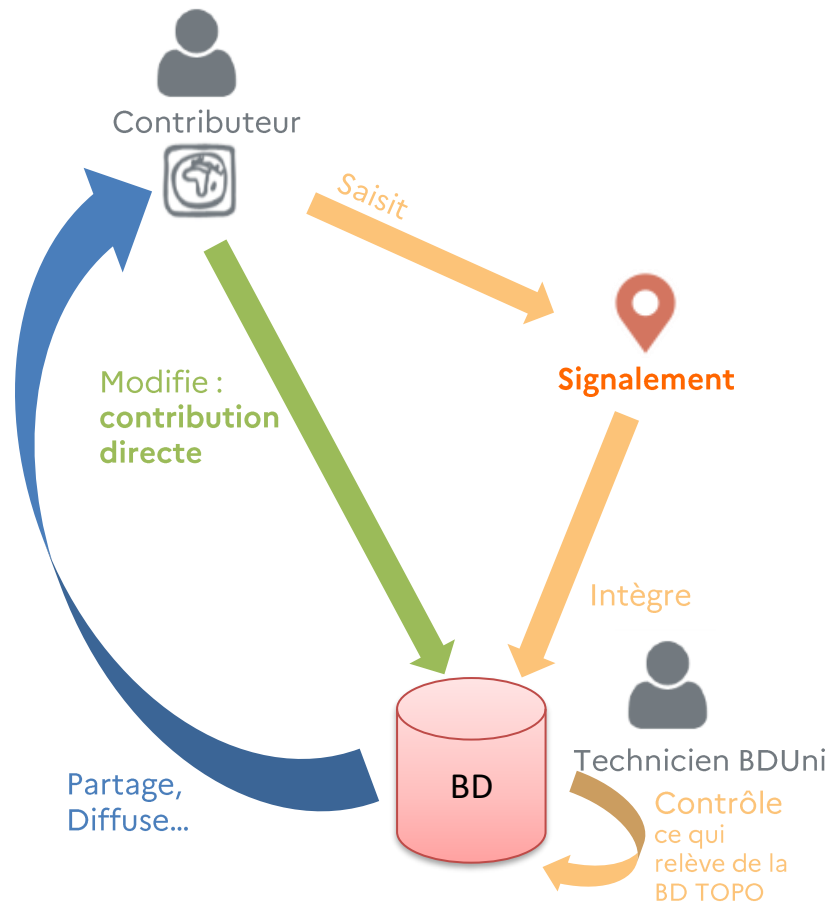 Contributeur
Saisit
Signalement
Modifie :
contribution
directe
Intègre
Technicien BDUni
BD
Partage,
Diffuse...
Contrôle
ce qui
relève de la
BD TOPO